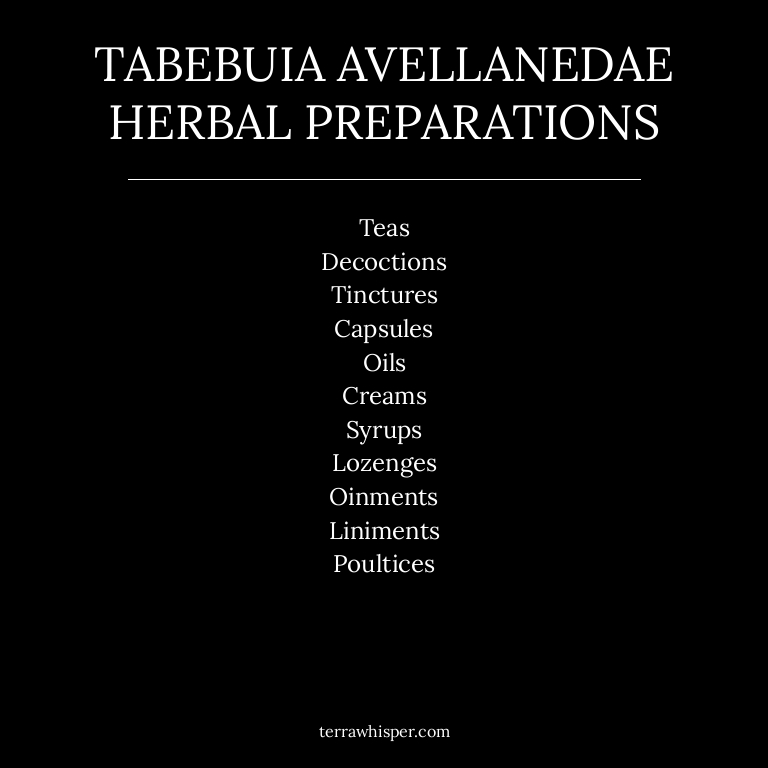 TABEBUIA AVELLANEDAE
HERBAL PREPARATIONS
Teas
Decoctions
Tinctures
Capsules
Oils
Creams
Syrups
Lozenges
Oinments
Liniments
Poultices
terrawhisper.com